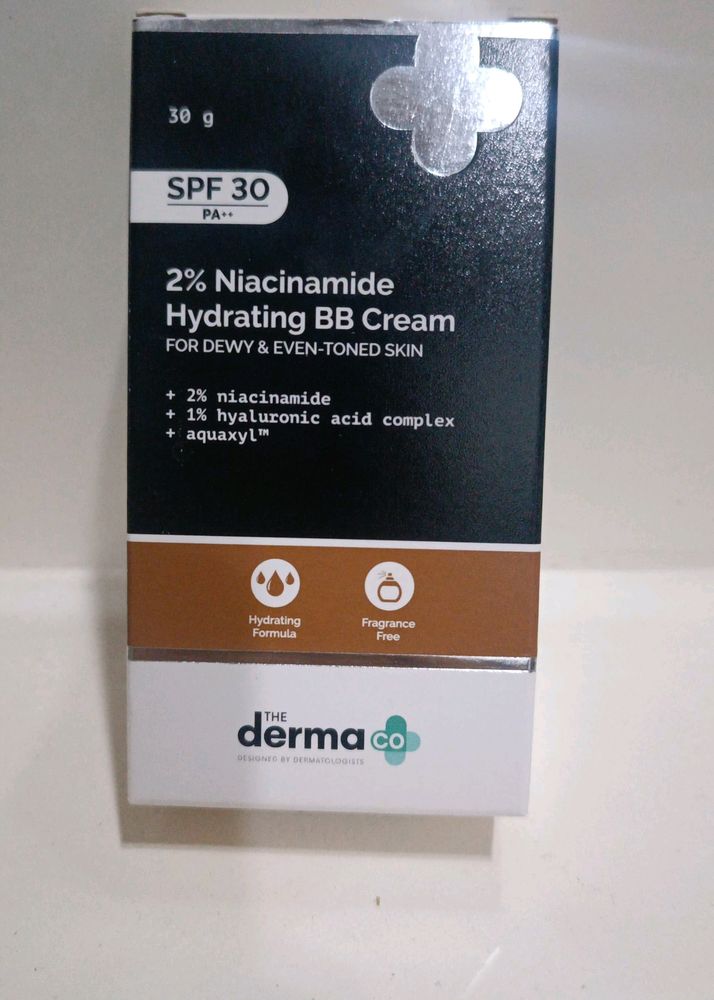 30 g
SPF 30
PA++
2% Niacinamide
Hydrating BB Cream
FOR DEWY & EVEN-TONED SKIN
+ 2% niacinamide
+ 1% hyaluronic acid complex
+ aquaxyl™
Hydrating
Formula
Fragrance
Free
THE
derma co
DESIGNED BY DERMATOLOGISTS